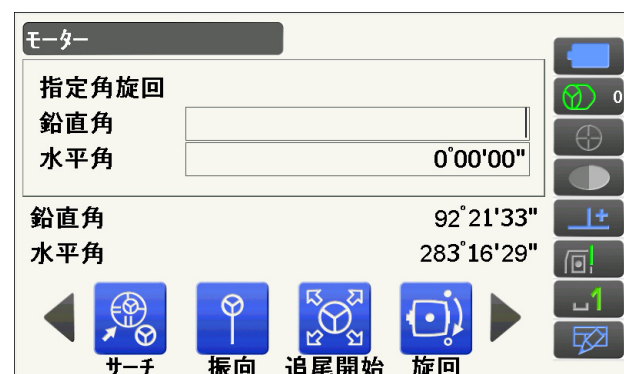 モーター
指定角旋回
鉛直角
水平角 0°00'00"
鉛直角 92°21'33"
水平角 283°16'29"
サーチ 振向 追尾開始 旋回
0
1